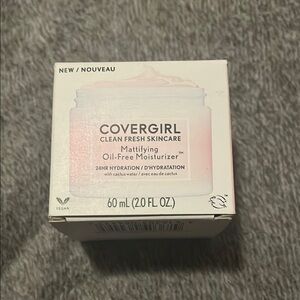 NEW / NOUVEAU
COVERGIRL
CLEAN FRESH SKINCARE
Mattifying
Oil-Free Moisturizer™
24HR HYDRATION / D'HYDRATATION
with cactus water / avec eau de cactus
VEGAN
60 mL (2.0 FL. OZ.)